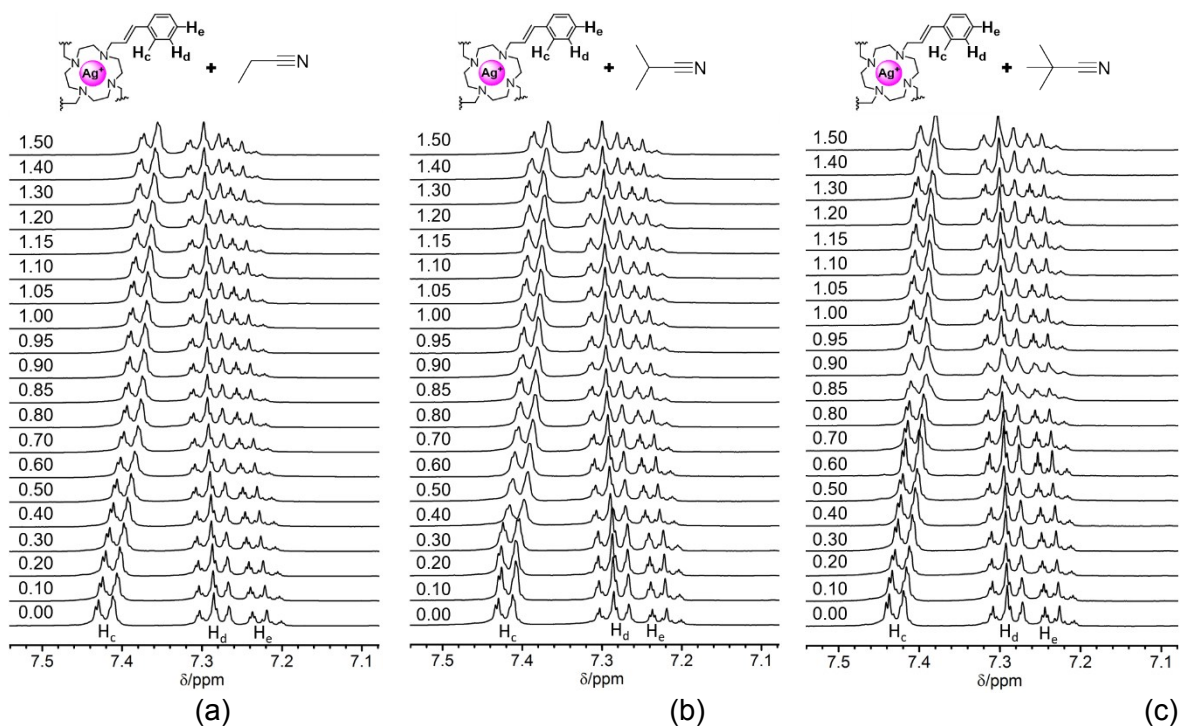 He
N
Hc Hd
N Ag⁺ N + N
N
1.50
1.40
1.30
1.20
1.15
1.10
1.05
1.00
0.95
0.90
0.85
0.80
0.70
0.60
0.50
0.40
0.30
0.20
0.10
0.00
Hc Hd He
7.5 7.4 7.3 7.2 7.1
δ/ppm
(a)
He
N
Hc Hd
N Ag⁺ N + N
N
1.50
1.40
1.30
1.20
1.15
1.10
1.05
1.00
0.95
0.90
0.85
0.80
0.70
0.60
0.50
0.40
0.30
0.20
0.10
0.00
Hc Hd He
7.5 7.4 7.3 7.2 7.1
δ/ppm
(b)
He
N
Hc Hd
N Ag⁺ N + N
N
1.50
1.40
1.30
1.20
1.15
1.10
1.05
1.00
0.95
0.90
0.85
0.80
0.70
0.60
0.50
0.40
0.30
0.20
0.10
0.00
Hc Hd He
7.5 7.4 7.3 7.2 7.1
δ/ppm
(c)